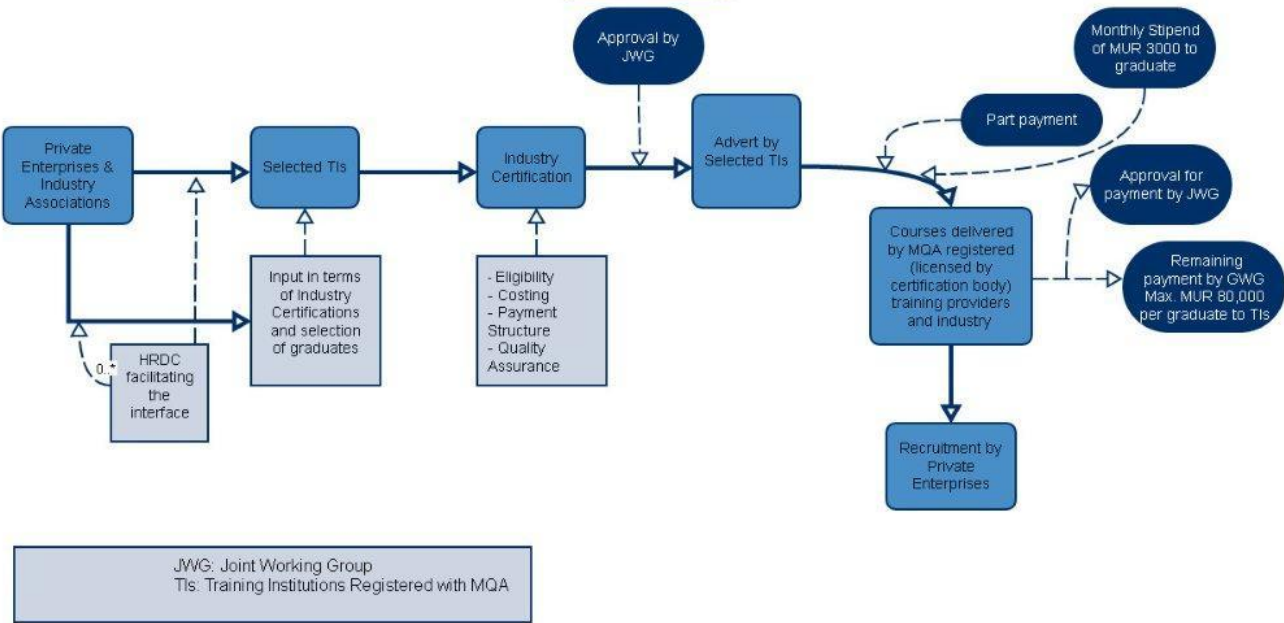 Approval by
JWG
Monthly Stipend
of MUR 3000 to
graduate
Part payment
Private
Enterprises &
Industry
Associations
Selected TIs
Industry
Certification
Advert by
Selected TIs
Approval for
payment by JWG
Courses delivered
by MQA registered
(licensed by
certification body)
training providers
and industry
Remaining
payment by GWG
Max. MUR 80,000
per graduate to TIs
Input in terms
of Industry
Certifications
and selection
of graduates
- Eligibility
- Costing
- Payment
Structure
- Quality
Assurance
0..*
HRDC
facilitating
the
interface
Recruitment by
Private
Enterprises
JWG: Joint Working Group
TIs: Training Institutions Registered with MQA